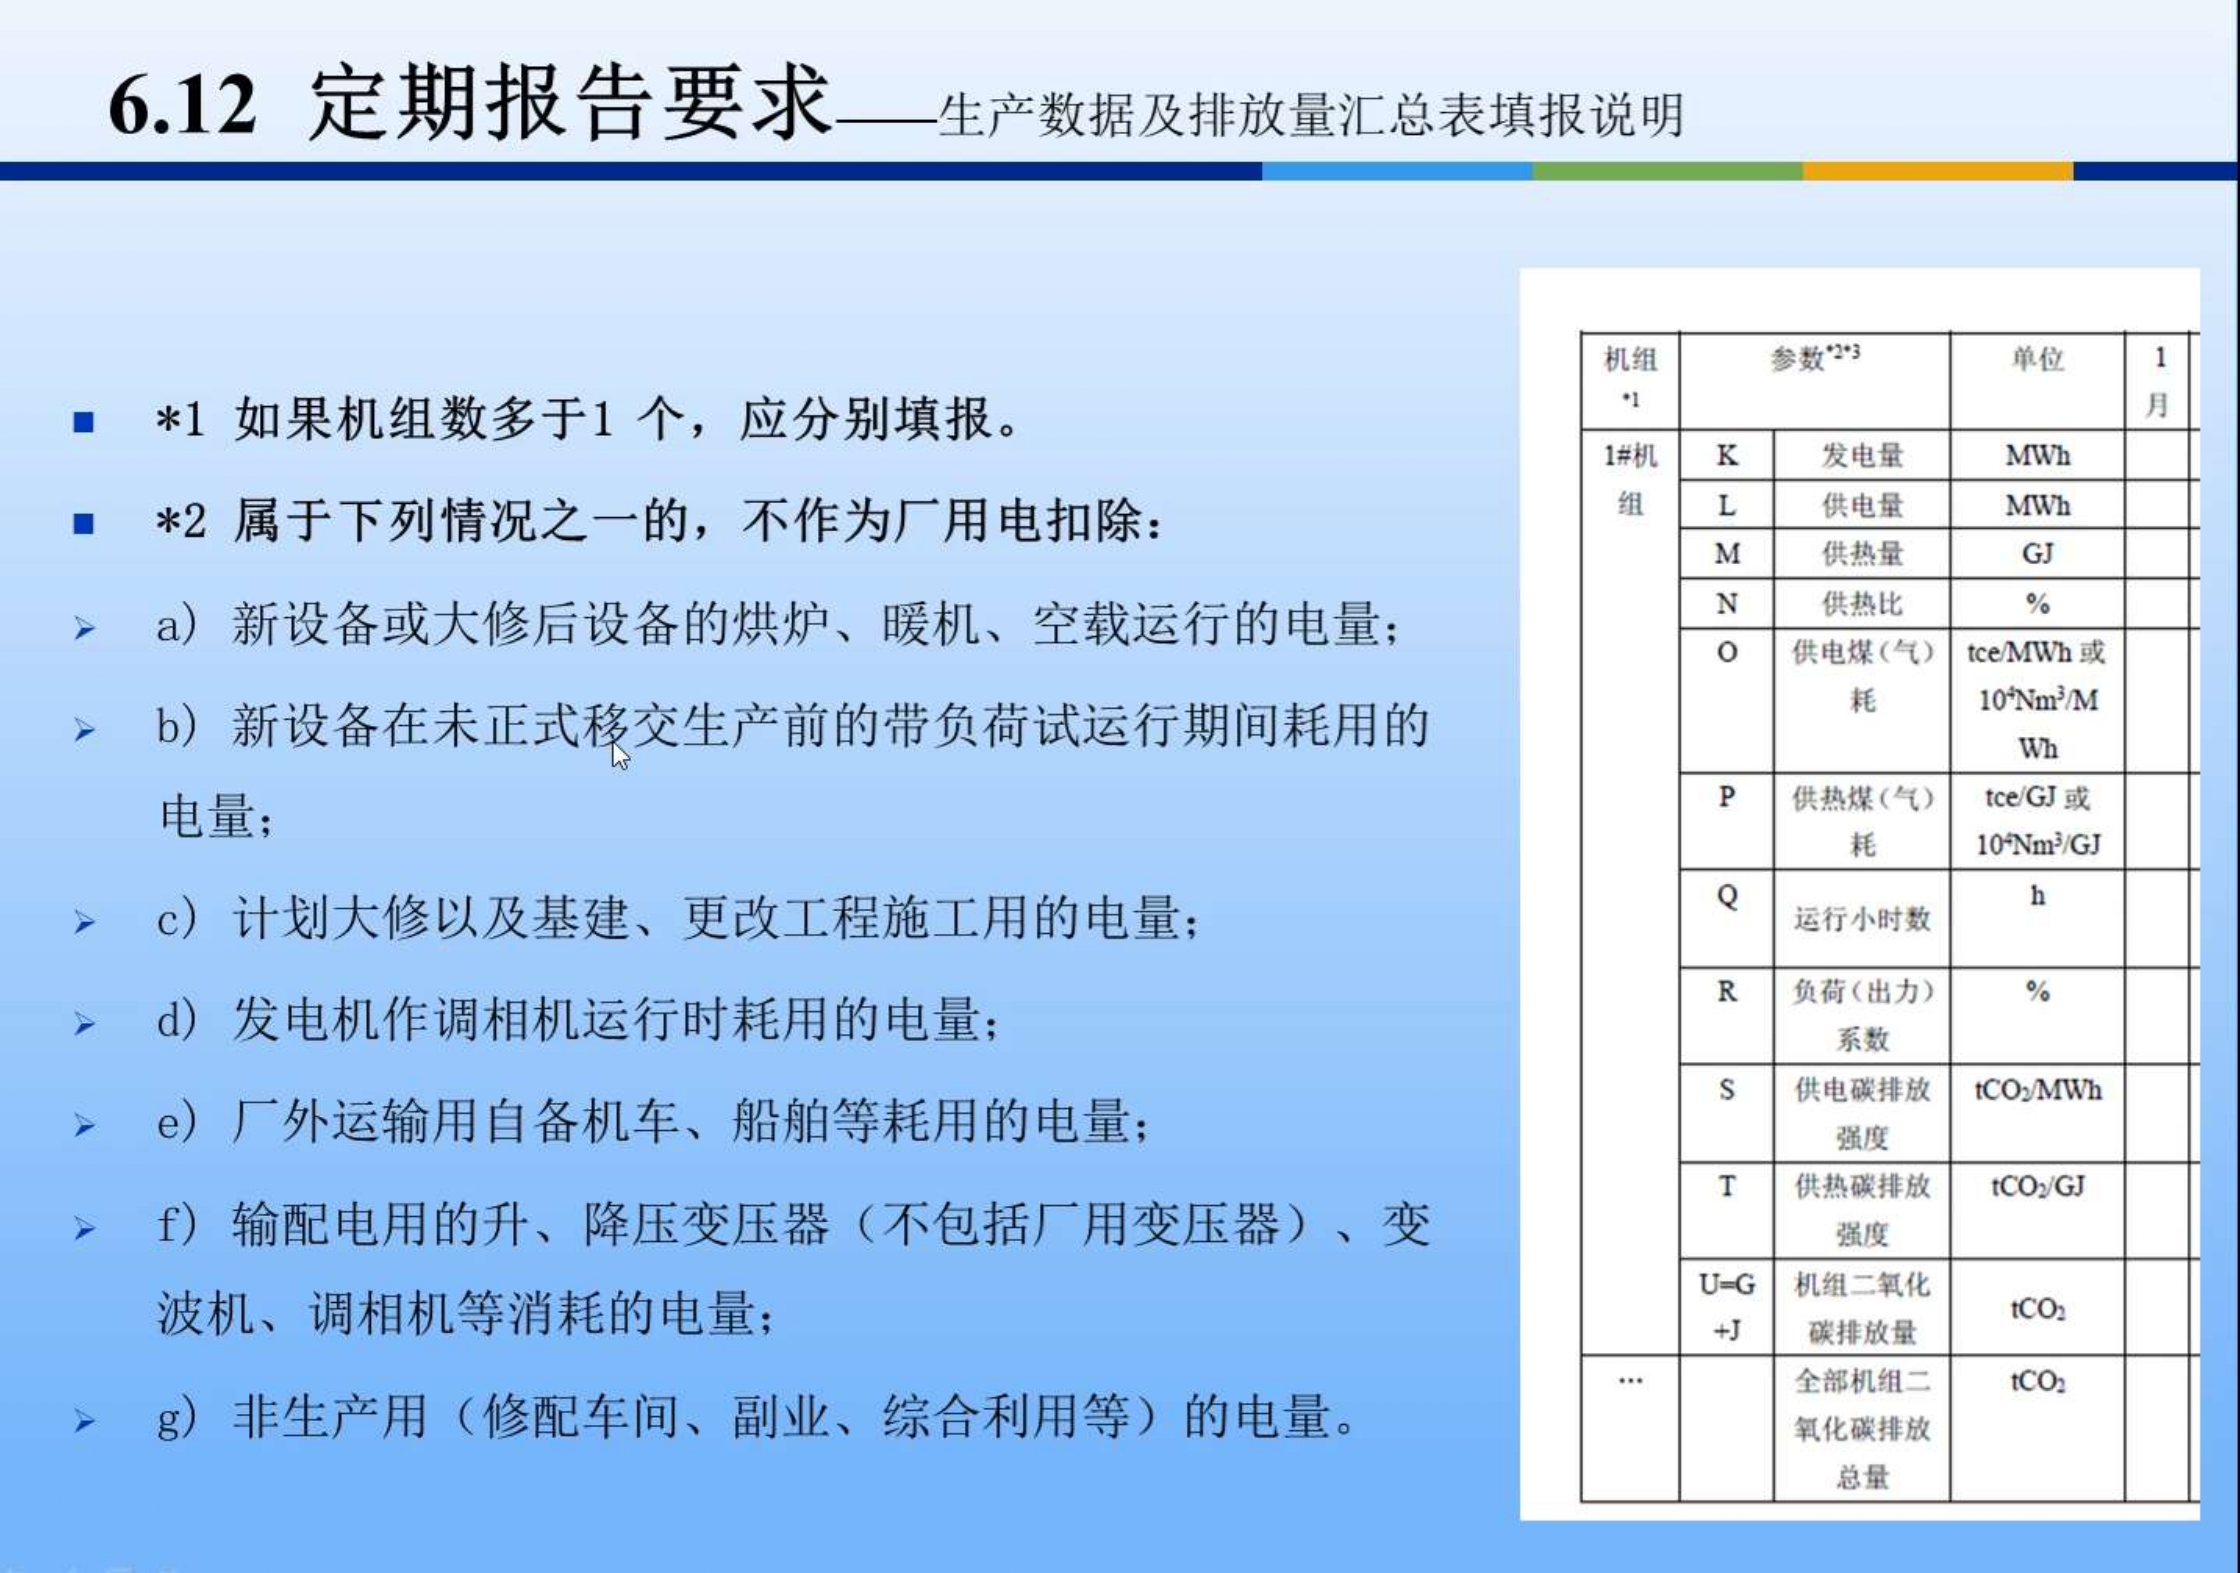 6.12 定期报告要求——生产数据及排放量汇总表填报说明
*1 如果机组数多于1 个，应分别填报。
*2 属于下列情况之一的，不作为厂用电扣除：
a) 新设备或大修后设备的烘炉、暖机、空载运行的电量；
b) 新设备在未正式移交生产前的带负荷试运行期间耗用的
电量；
c) 计划大修以及基建、更改工程施工用的电量；
d) 发电机作调相机运行时耗用的电量；
e) 厂外运输用自备机车、船舶等耗用的电量；
f) 输配电用的升、降压变压器（不包括厂用变压器）、变
波机、调相机等消耗的电量；
g) 非生产用（修配车间、副业、综合利用等）的电量。
机组 参数*2*3 单位 1
*1 月
1#机 K 发电量 MWh
组 L 供电量 MWh
M 供热量 GJ
N 供热比 %
O 供电煤（气） tce/MWh 或
耗 10⁴Nm³/M
Wh
P 供热煤（气） tce/GJ 或
耗 10⁴Nm³/GJ
Q 运行小时数 h
R 负荷（出力） %
系数
S 供电碳排放 tCO₂/MWh
强度
T 供热碳排放 tCO₂/GJ
强度
U=G 机组二氧化 tCO₂
+J 碳排放量
… 全部机组二 tCO₂
氧化碳排放
总量